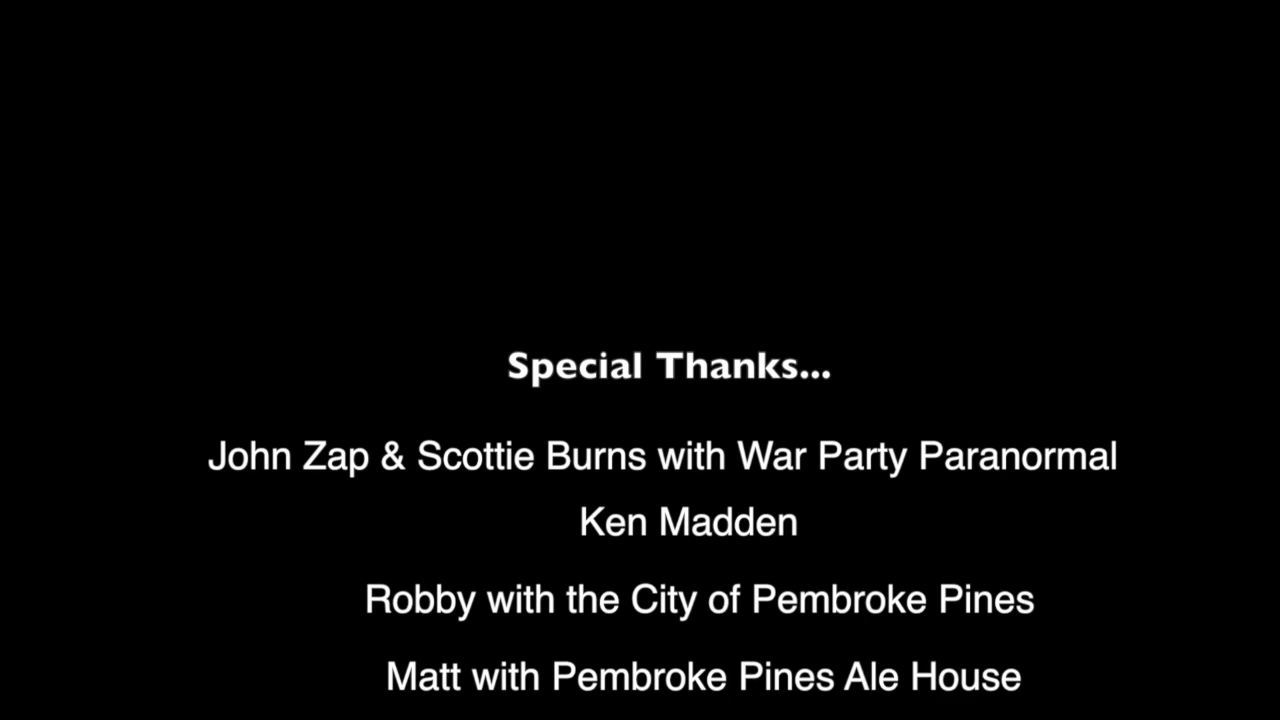 Special Thanks...
John Zap & Scottie Burns with War Party Paranormal
Ken Madden
Robby with the City of Pembroke Pines
Matt with Pembroke Pines Ale House